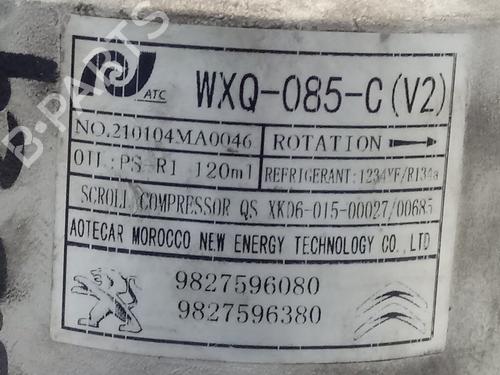 ATC
WXQ-085-C(V2)
NO.210104MA0046
ROTATION
OIL:PS-R1 120ml
REFRIGERANT:1234YF/R134a
SCROLL COMPRESSOR QS XK06-015-00027/00685
AOTECAR MOROCCO NEW ENERGY TECHNOLOGY CO., LTD
9827596080
9827596380
B-PARTS